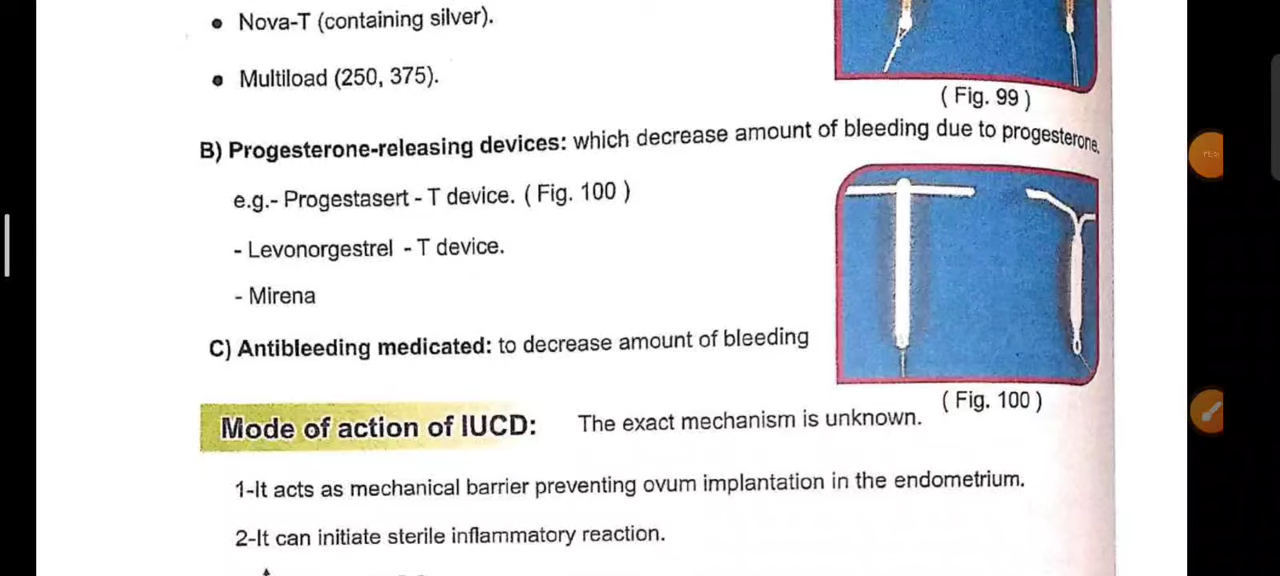 • Nova-T (containing silver).
• Multiload (250, 375).
( Fig. 99 )
B) Progesterone-releasing devices: which decrease amount of bleeding due to progesterone.
e.g.- Progestasert - T device. ( Fig. 100 )
- Levonorgestrel - T device.
- Mirena
C) Antibleeding medicated: to decrease amount of bleeding
( Fig. 100 )
Mode of action of IUCD: The exact mechanism is unknown.
1-It acts as mechanical barrier preventing ovum implantation in the endometrium.
2-It can initiate sterile inflammatory reaction.